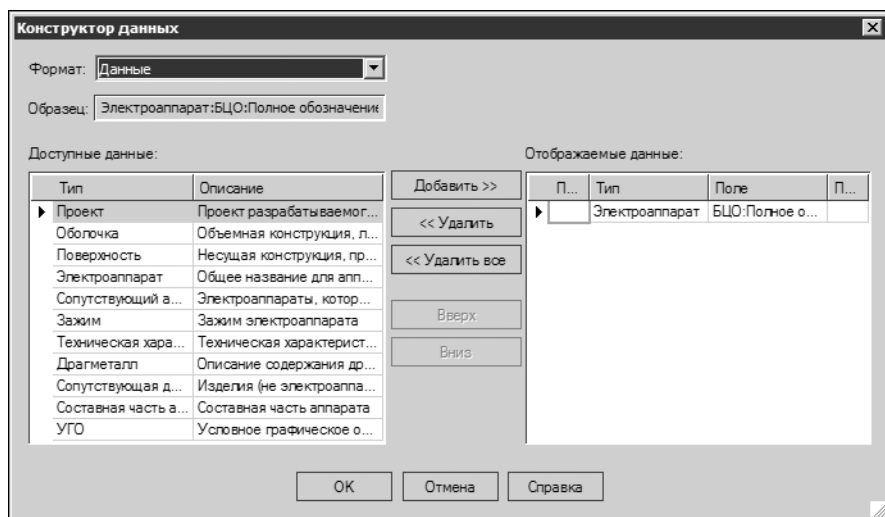 Конструктор данных
Формат: Данные
Образец: Электроаппарат:БЦО:Полное обозначение
Доступные данные:
Отображаемые данные:
Тип Описание
Проект Проект разрабатываемог...
Оболочка Объемная конструкция, л...
Поверхность Несущая конструкция, пр...
Электроаппарат Общее название для апп...
Сопутствующий а... Электроаппараты, котор...
Зажим Зажим электроаппарата
Техническая хара... Техническая характерист...
Драгметалл Описание содержания др...
Сопутствующая д... Изделия (не электроаппа...
Составная часть а... Составная часть аппарата
УГО Условное графическое о...
Добавить >>
<< Удалить
<< Удалить все
Вверх
Вниз
П... Тип Поле П...
Электроаппарат БЦО:Полное о...
ОК Отмена Справка